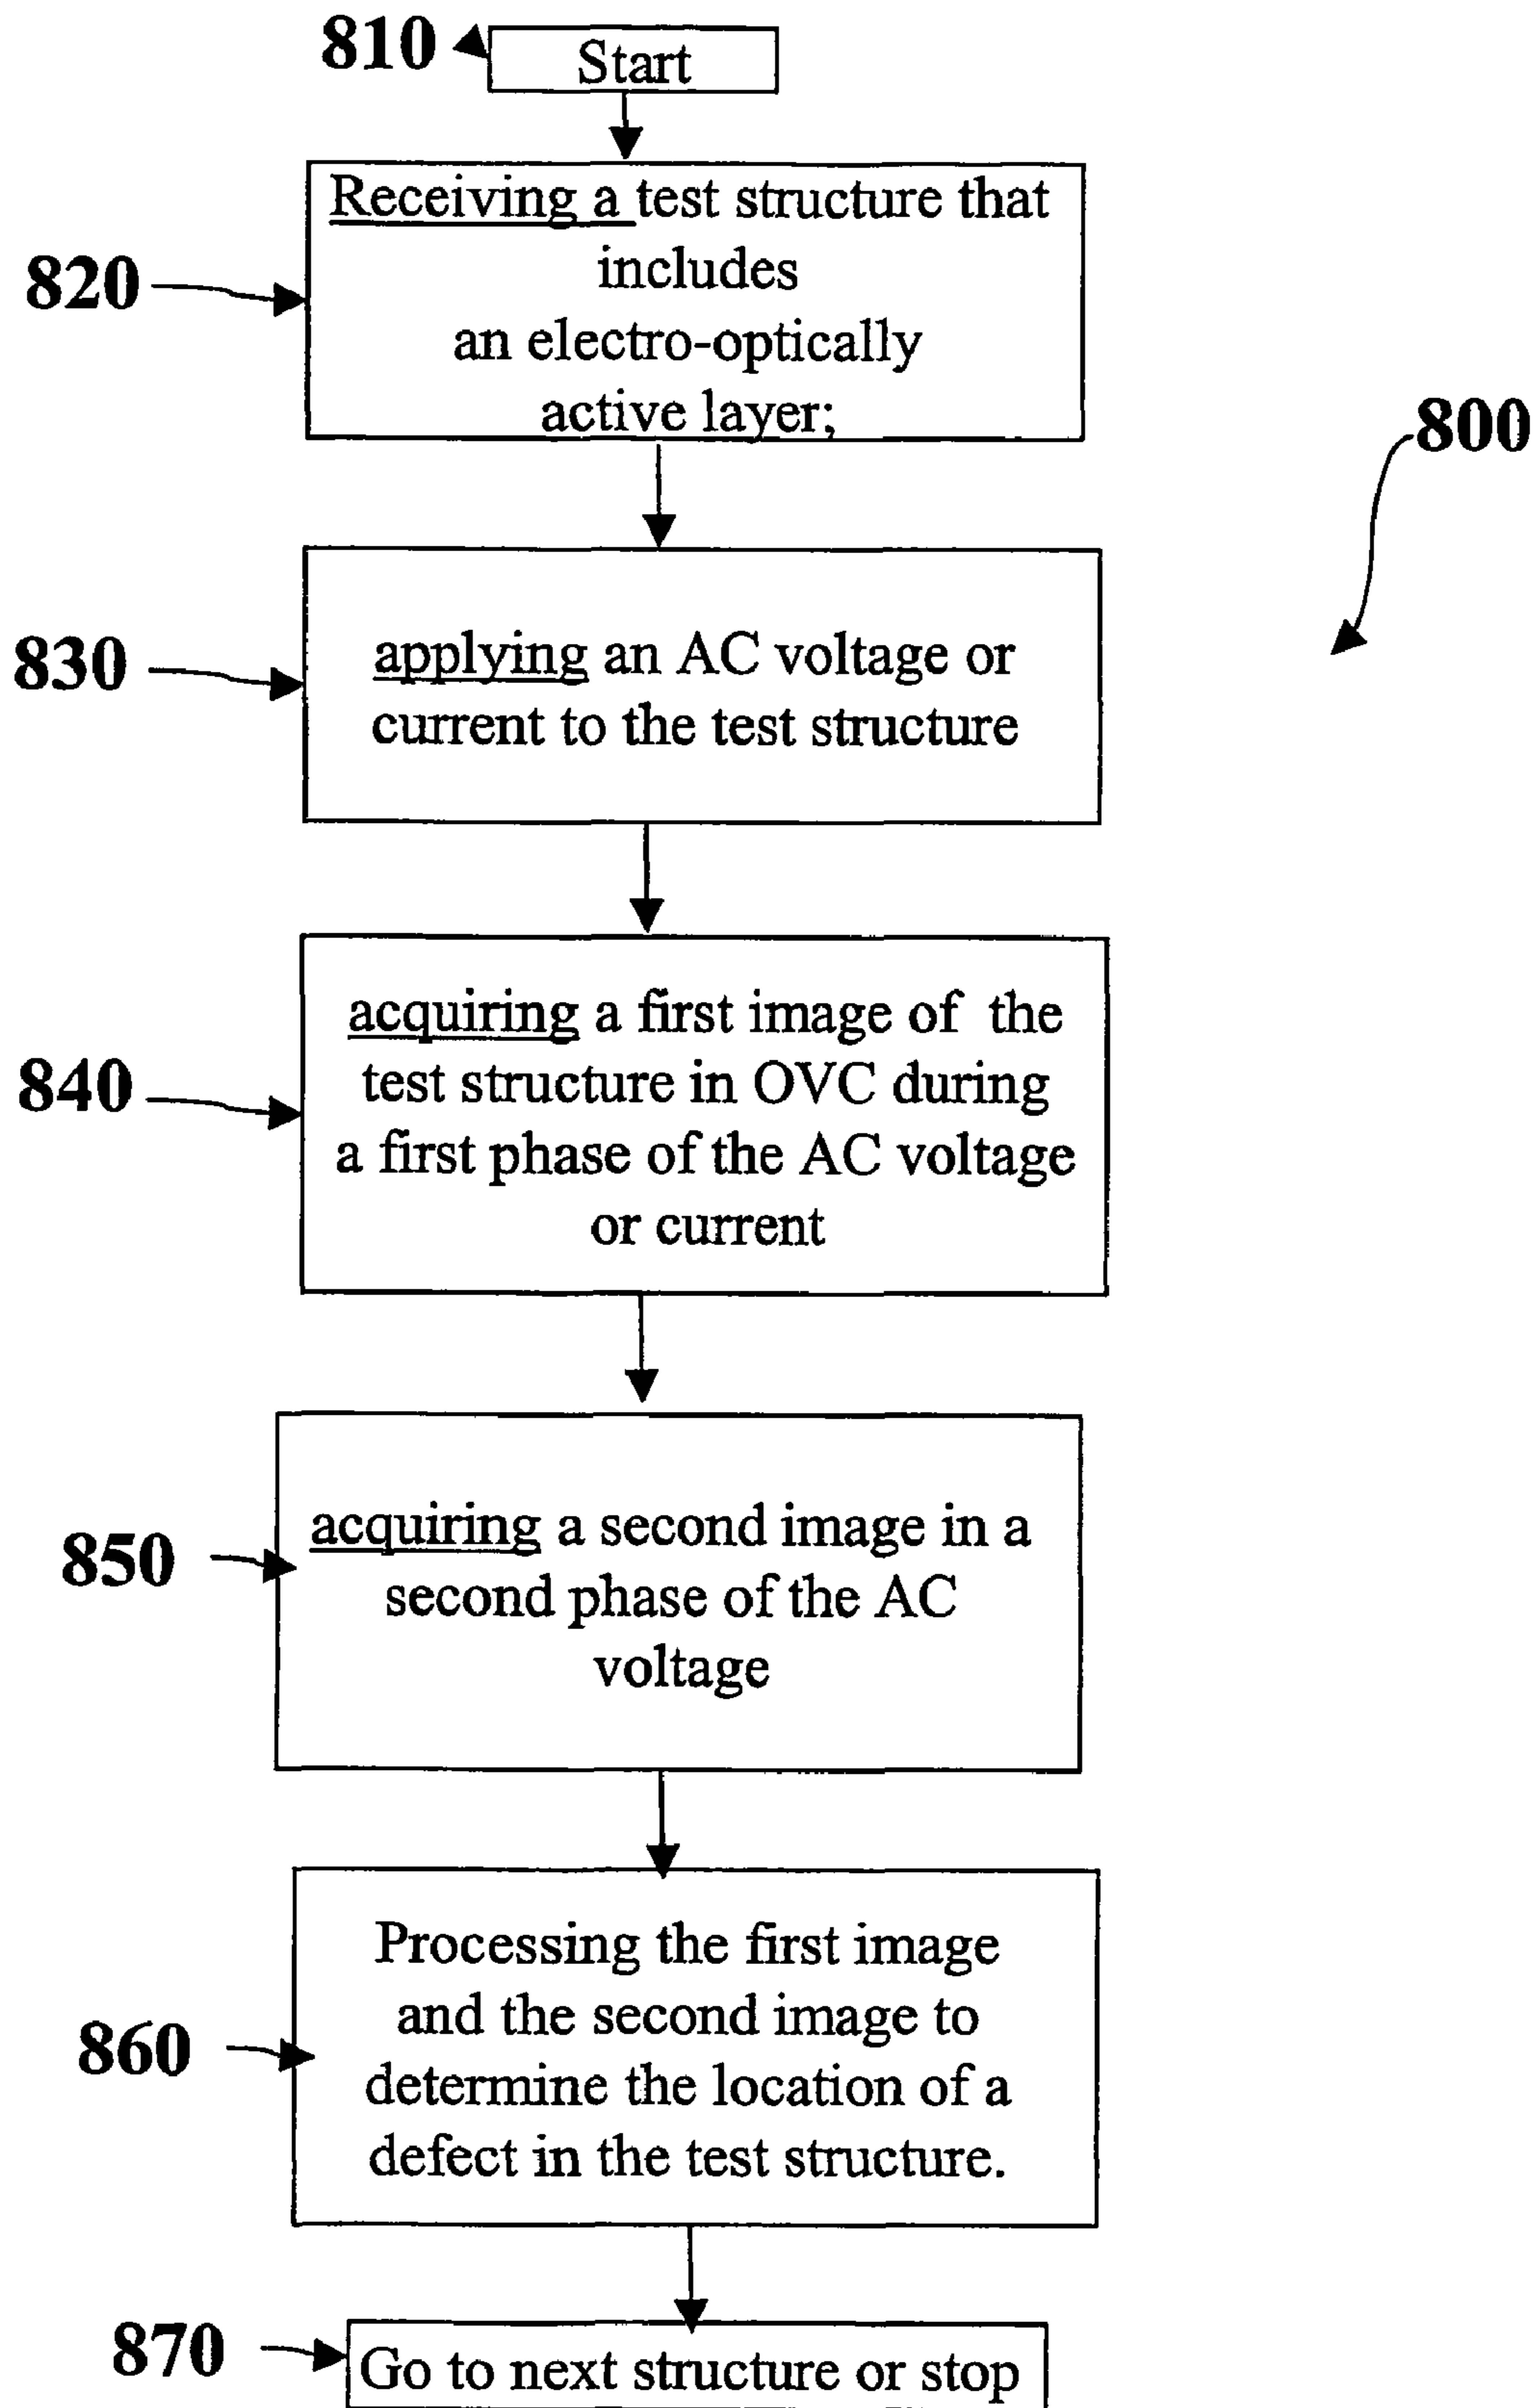 810
Start
Receiving a test structure that
includes
an electro-optically
active layer;
820
800
830
applying an AC voltage or
current to the test structure
840
acquiring a first image of the
test structure in OVC during
a first phase of the AC voltage
or current
850
acquiring a second image in a
second phase of the AC
voltage
860
Processing the first image
and the second image to
determine the location of a
defect in the test structure.
870
Go to next structure or stop